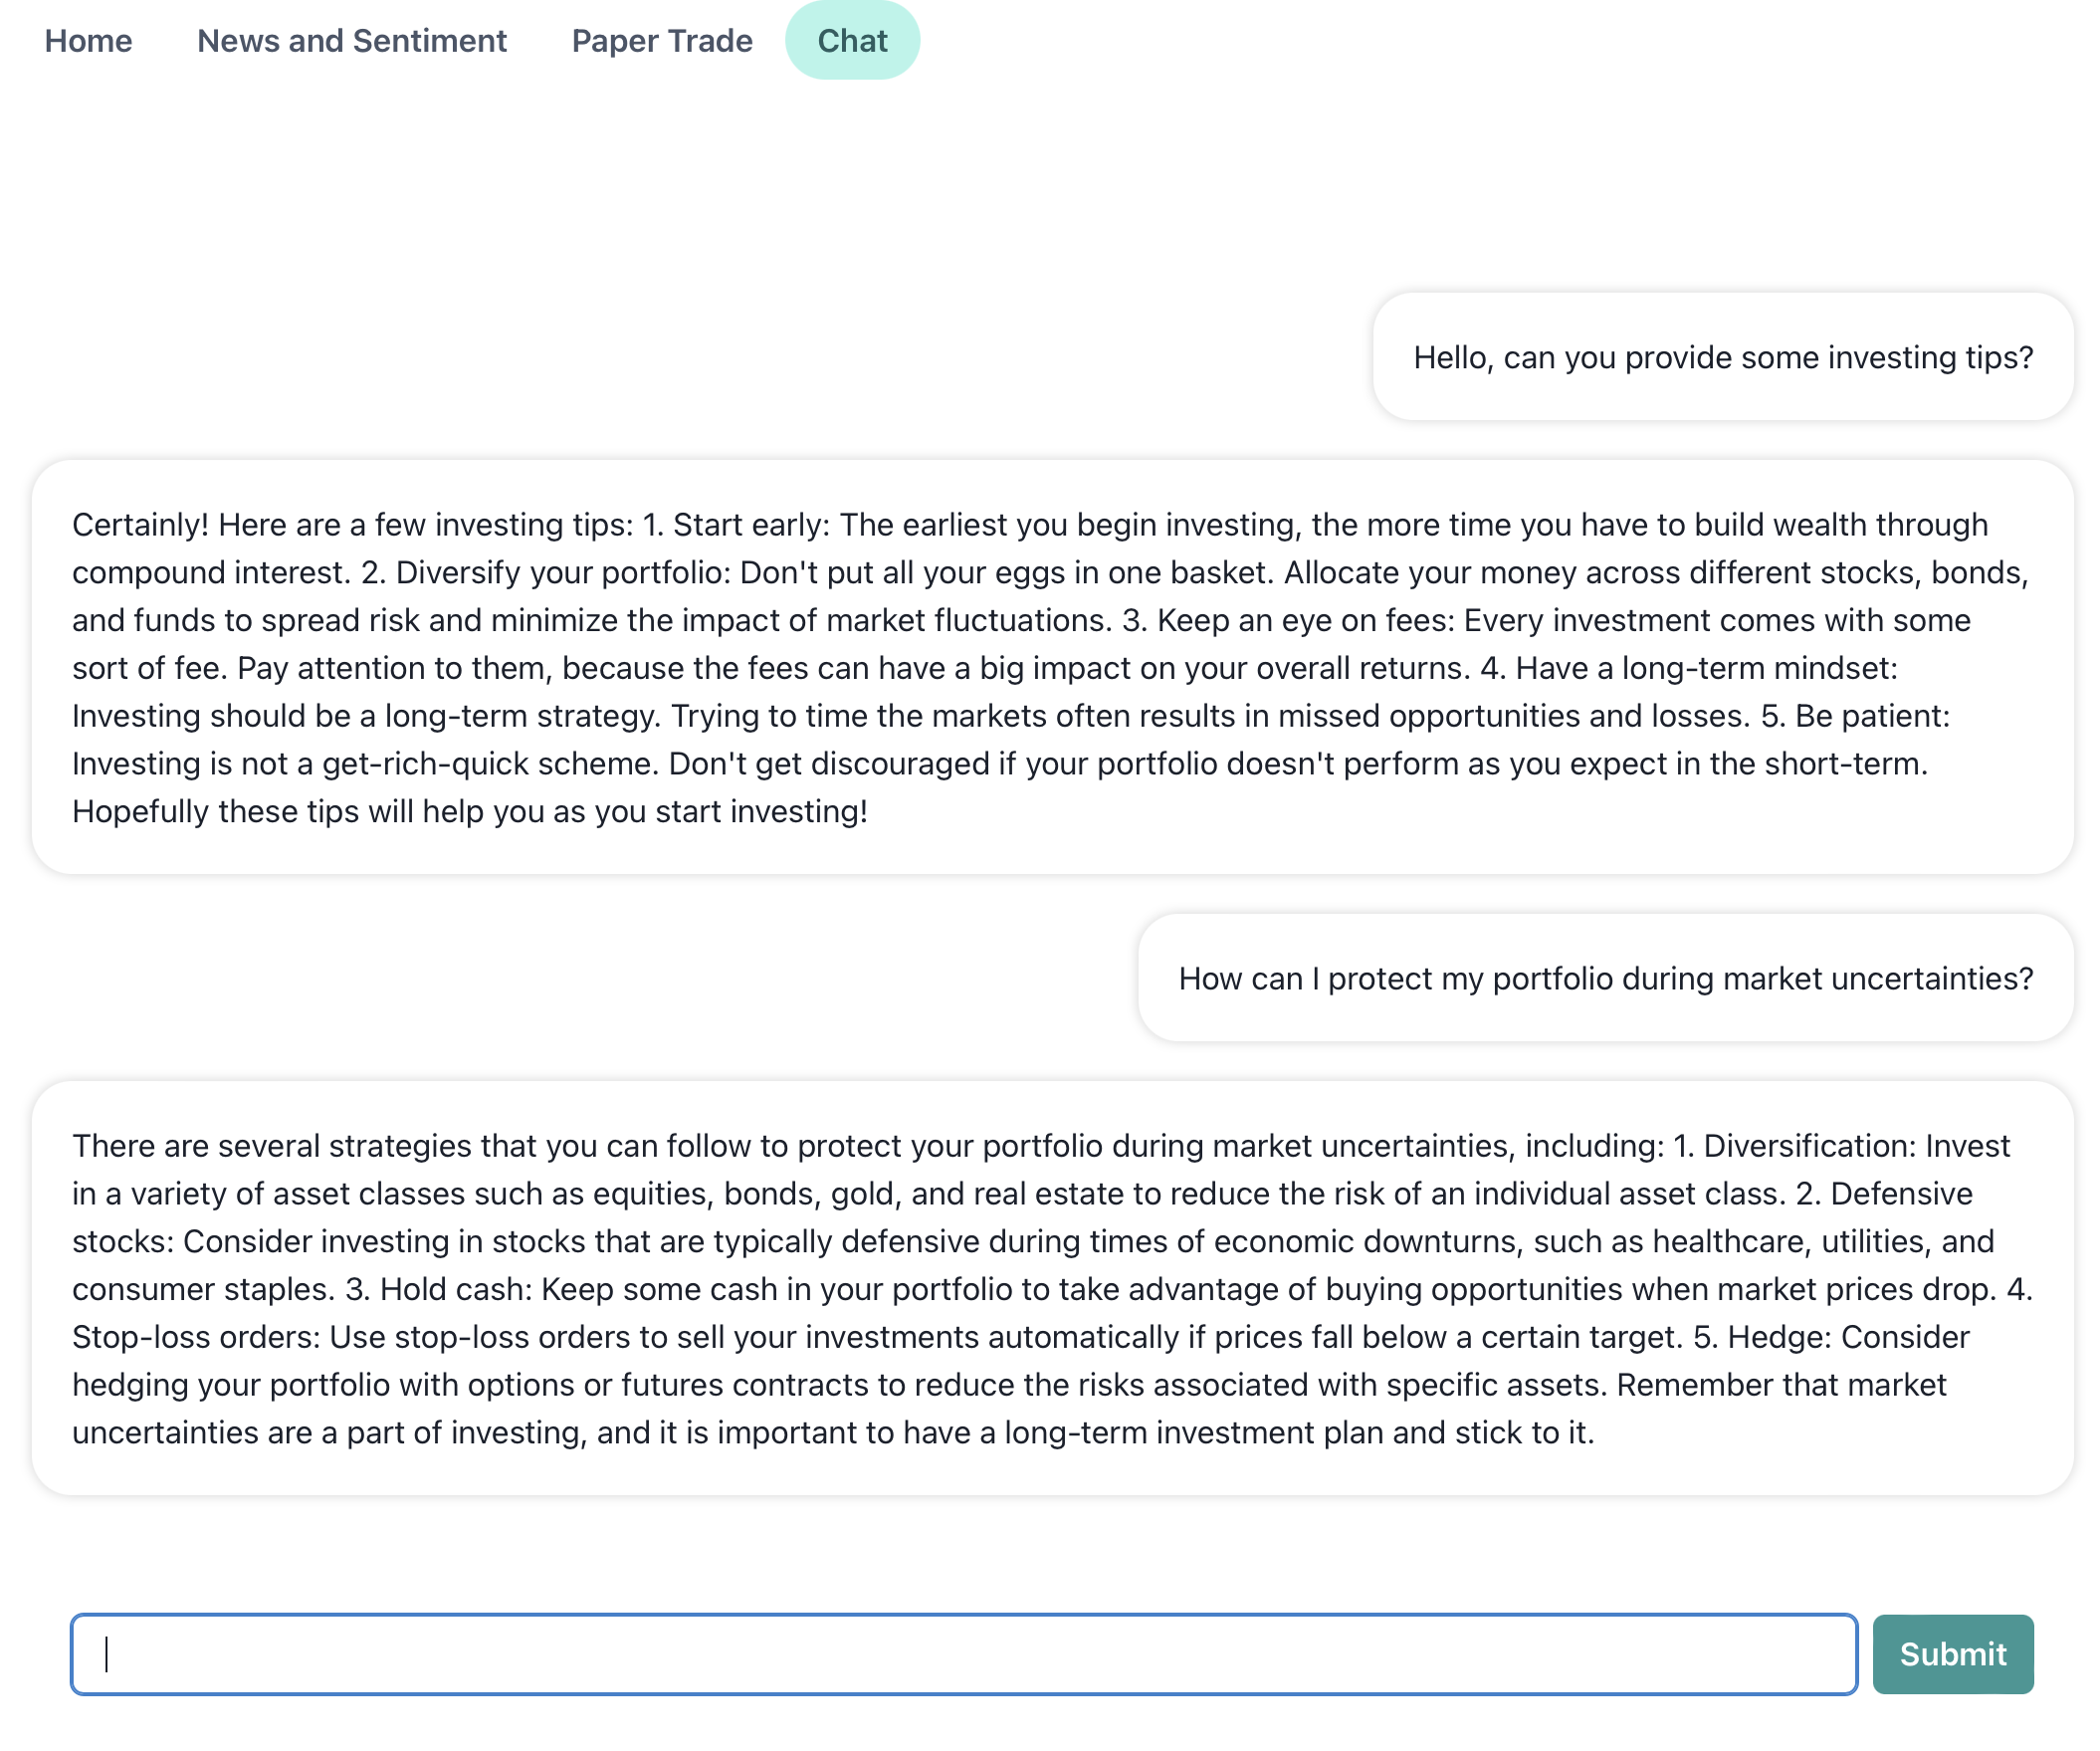 Home News and Sentiment Paper Trade Chat
Hello, can you provide some investing tips?
Certainly! Here are a few investing tips: 1. Start early: The earliest you begin investing, the more time you have to build wealth through
compound interest. 2. Diversify your portfolio: Don't put all your eggs in one basket. Allocate your money across different stocks, bonds,
and funds to spread risk and minimize the impact of market fluctuations. 3. Keep an eye on fees: Every investment comes with some
sort of fee. Pay attention to them, because the fees can have a big impact on your overall returns. 4. Have a long-term mindset:
Investing should be a long-term strategy. Trying to time the markets often results in missed opportunities and losses. 5. Be patient:
Investing is not a get-rich-quick scheme. Don't get discouraged if your portfolio doesn't perform as you expect in the short-term.
Hopefully these tips will help you as you start investing!
How can I protect my portfolio during market uncertainties?
There are several strategies that you can follow to protect your portfolio during market uncertainties, including: 1. Diversification: Invest
in a variety of asset classes such as equities, bonds, gold, and real estate to reduce the risk of an individual asset class. 2. Defensive
stocks: Consider investing in stocks that are typically defensive during times of economic downturns, such as healthcare, utilities, and
consumer staples. 3. Hold cash: Keep some cash in your portfolio to take advantage of buying opportunities when market prices drop. 4.
Stop-loss orders: Use stop-loss orders to sell your investments automatically if prices fall below a certain target. 5. Hedge: Consider
hedging your portfolio with options or futures contracts to reduce the risks associated with specific assets. Remember that market
uncertainties are a part of investing, and it is important to have a long-term investment plan and stick to it.
Submit